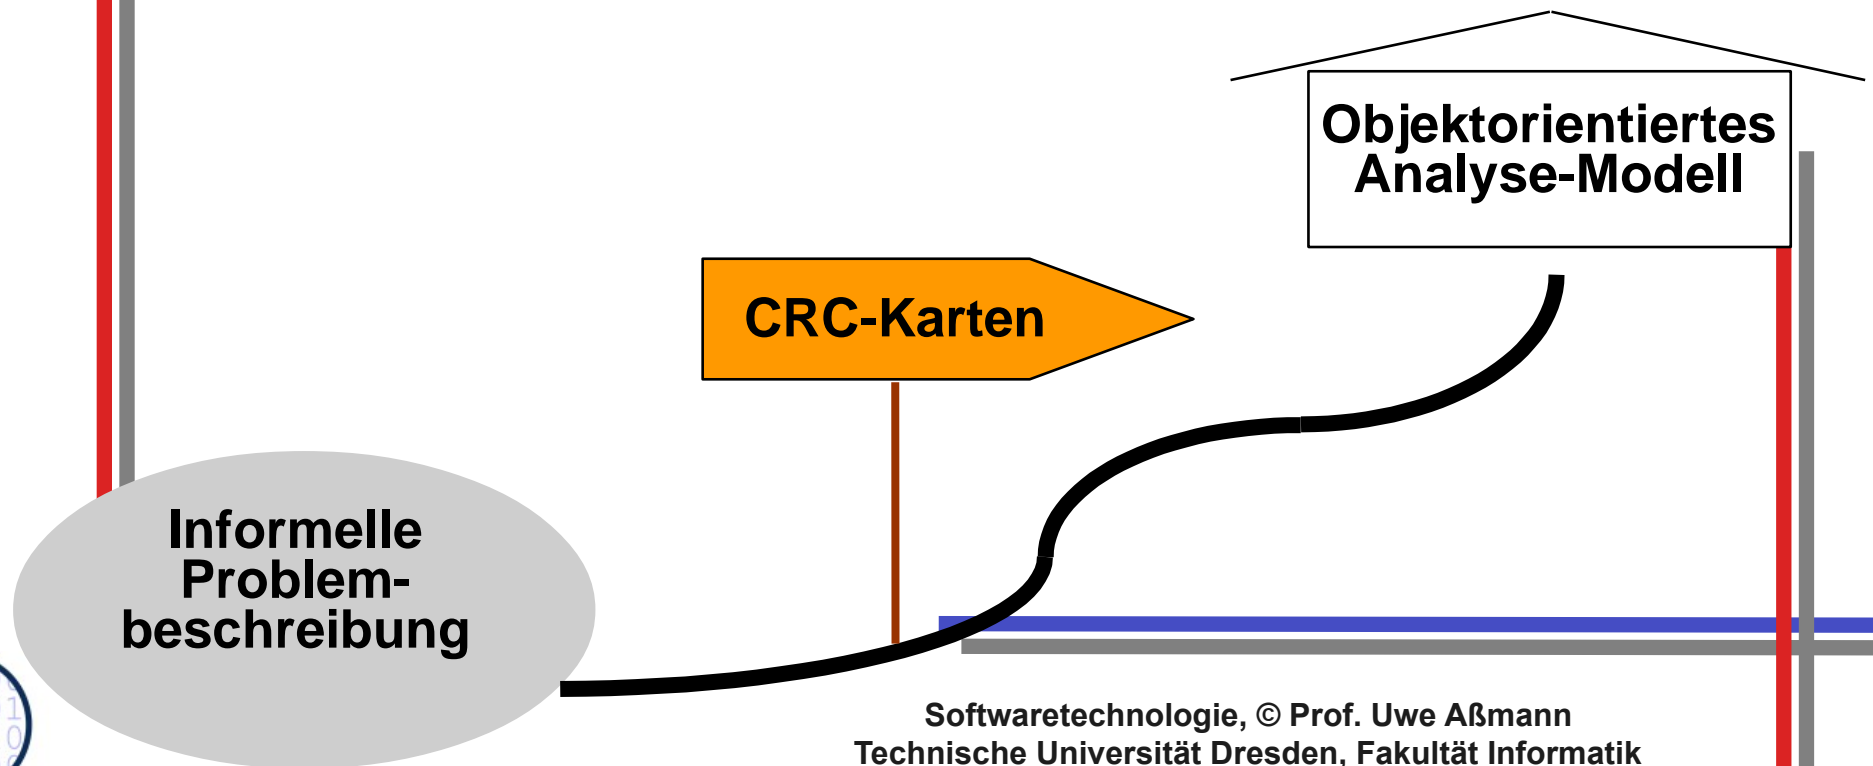 Objektorientiertes
Analyse-Modell
CRC-Karten
Informelle
Problem-
beschreibung
Softwaretechnologie, © Prof. Uwe Aßmann
Technische Universität Dresden, Fakultät Informatik